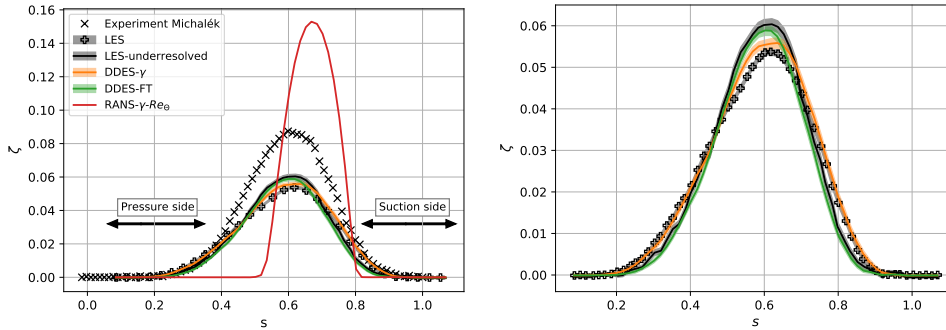 0.16
0.14
0.12
0.10
0.08
0.06
0.04
0.02
0.00
ζ
Experiment Michalék
LES
LES-underresolved
DDES-γ
DDES-FT
RANS-γ-Re_Θ
Pressure side
Suction side
0.0 0.2 0.4 0.6 0.8 1.0
s
0.06
0.05
0.04
0.03
0.02
0.01
0.00
ζ
0.2 0.4 0.6 0.8 1.0
s